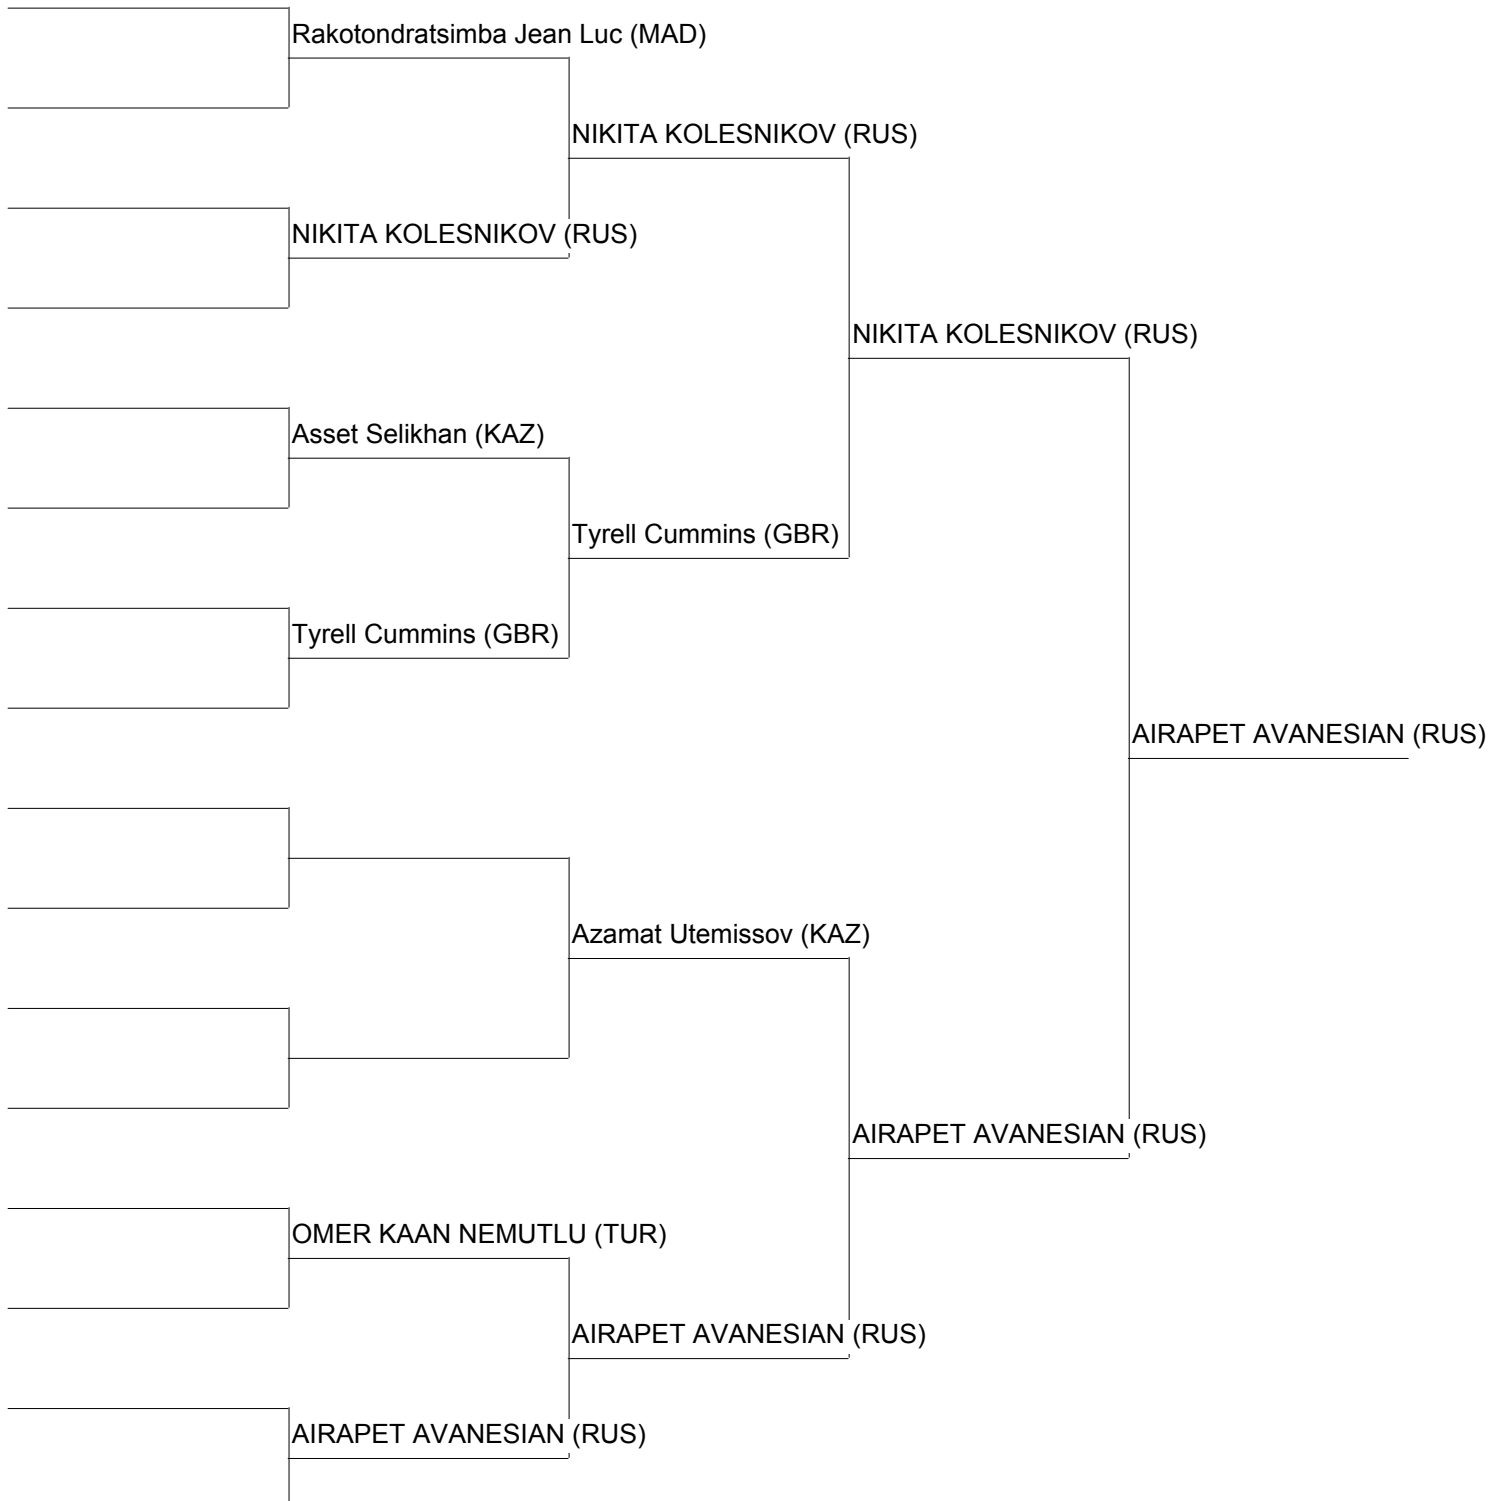 Rakotondratsimba Jean Luc (MAD)
NIKITA KOLESNIKOV (RUS)
NIKITA KOLESNIKOV (RUS)
NIKITA KOLESNIKOV (RUS)
Asset Selikhan (KAZ)
Tyrell Cummins (GBR)
Tyrell Cummins (GBR)
AIRAPET AVANESIAN (RUS)
Azamat Utemissov (KAZ)
AIRAPET AVANESIAN (RUS)
OMER KAAN NEMUTLU (TUR)
AIRAPET AVANESIAN (RUS)
AIRAPET AVANESIAN (RUS)